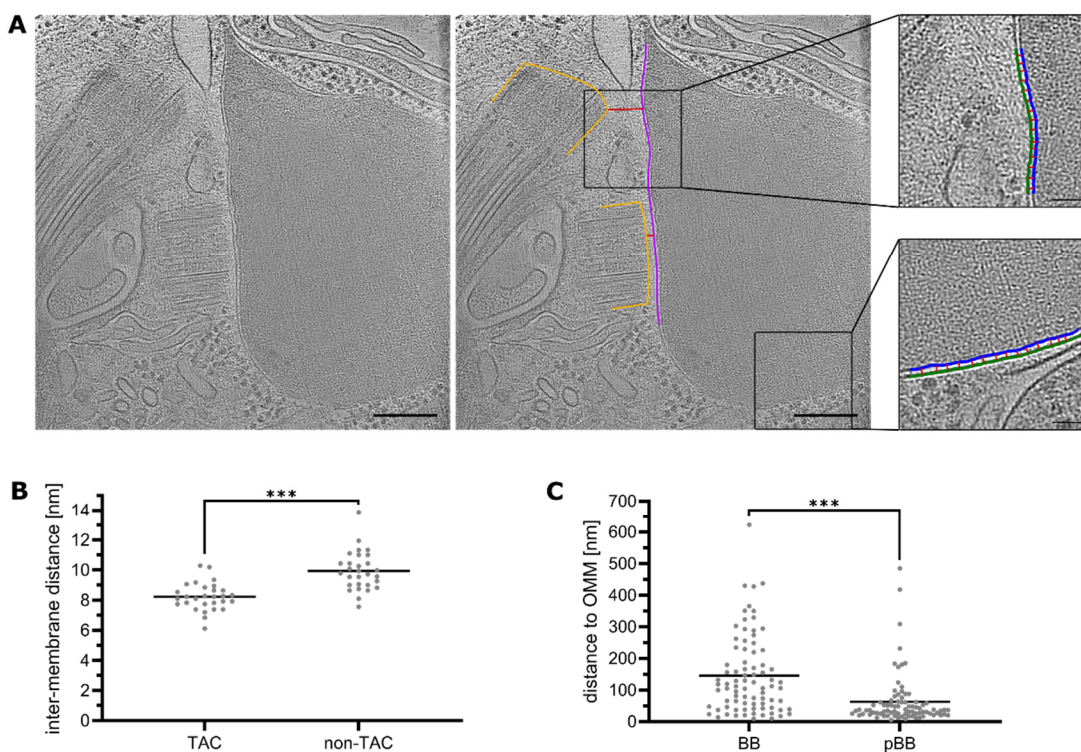 A
B
inter-membrane distance [nm]
14
12
10
8
6
4
2
0
***
TAC
non-TAC
C
distance to OMM [nm]
700
600
500
400
300
200
100
0
***
BB
pBB